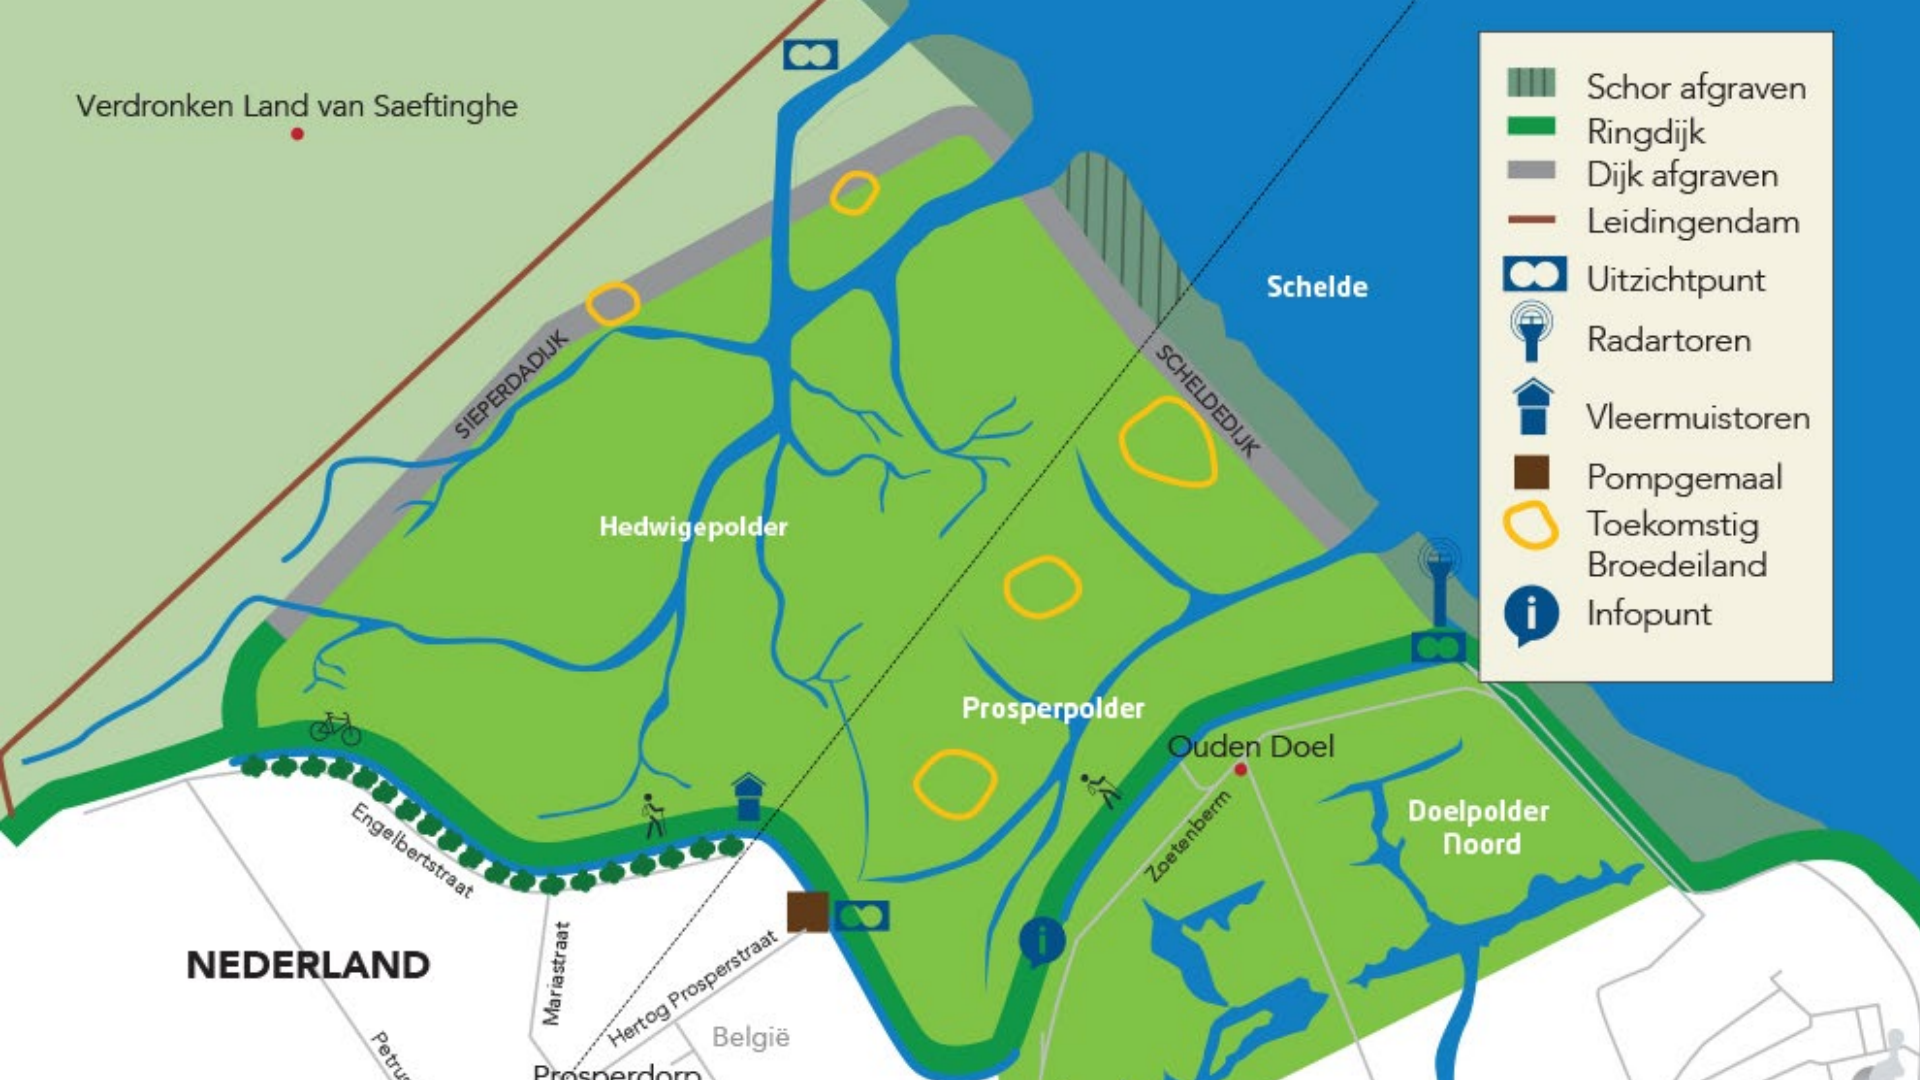 Verdronken Land van Saeftinghe
Schor afgraven
Ringdijk
Dijk afgraven
Leidingendam
Uitzichtpunt
Radartoren
Vleermuistoren
Pompgemaal
Toekomstig
Broedeiland
Infopunt
Schelde
SIEPERDADIJK
SCHELDEDIJK
Hedwigepolder
Prosperpolder
Ouden Doel
Doelpolder
Noord
Zoetenberm
Engelbertstraat
NEDERLAND
Mariastraat
Hertog Prosperstraat
België
Prosperdorp